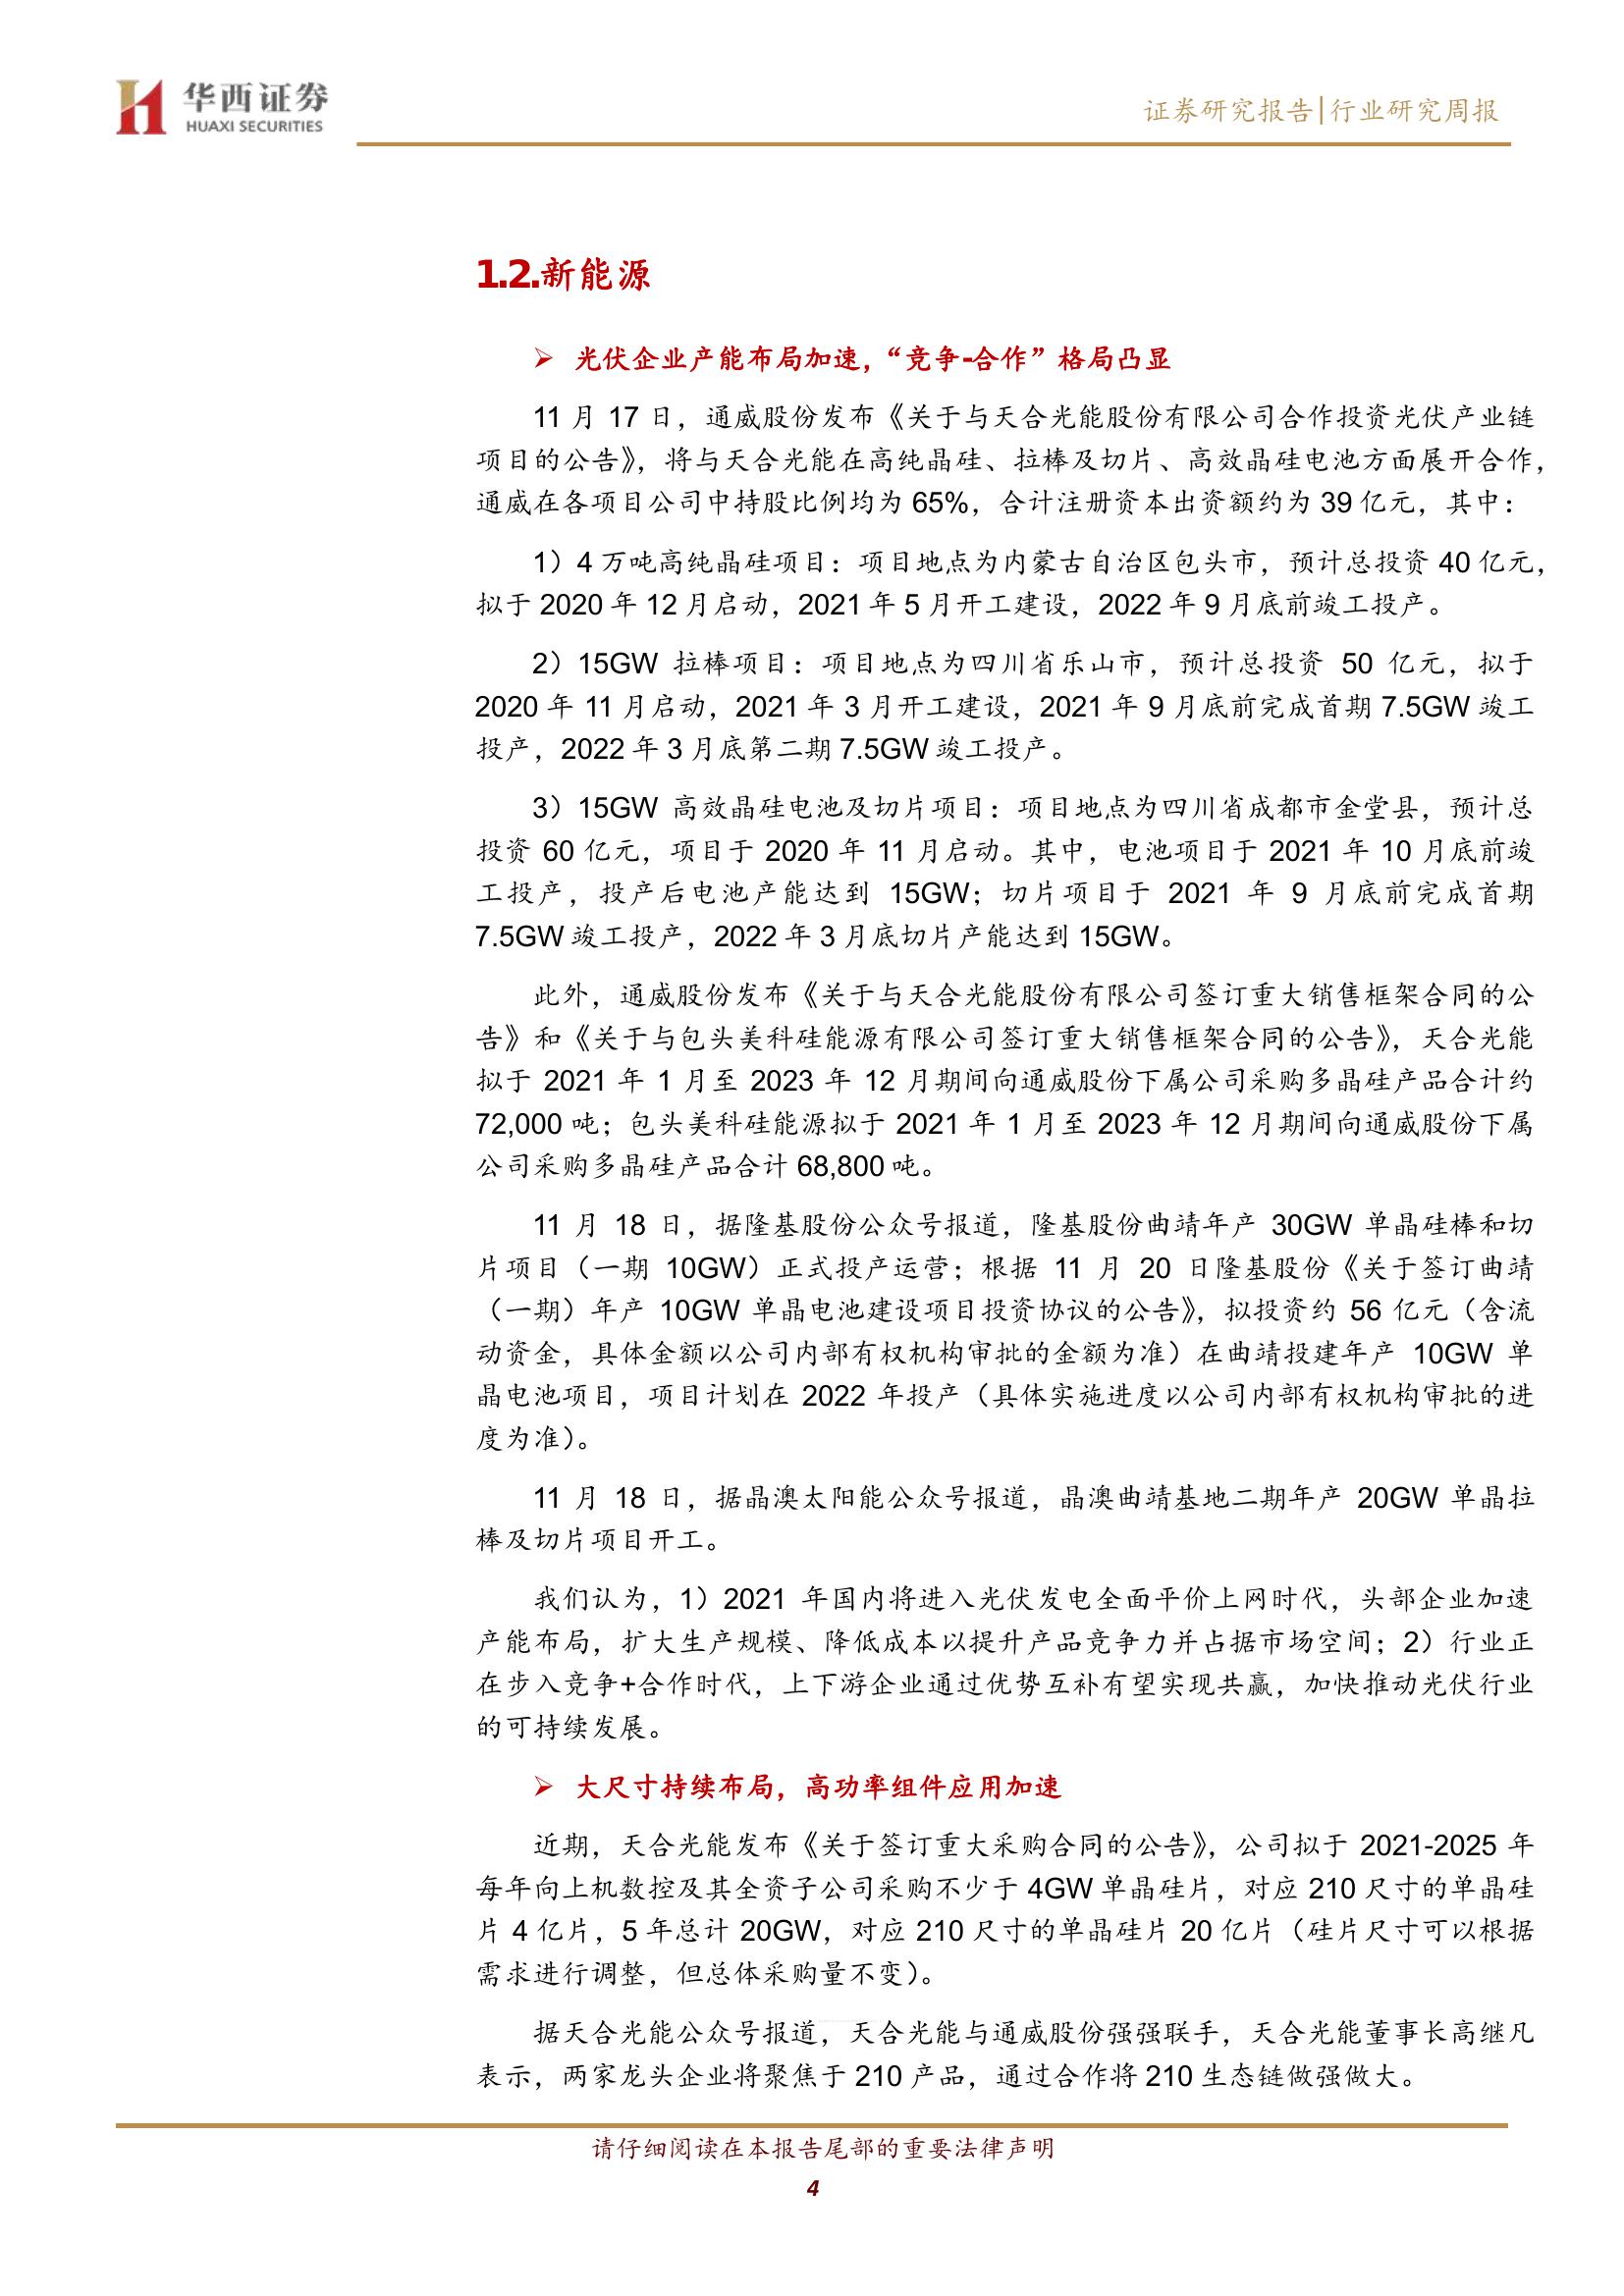 华西证券
HUAXI SECURITIES
证券研究报告|行业研究周报
1.2.新能源
➢ 光伏企业产能布局加速，“竞争-合作”格局凸显
11 月 17 日，通威股份发布《关于与天合光能股份有限公司合作投资光伏产业链
项目的公告》，将与天合光能在高纯晶硅、拉棒及切片、高效晶硅电池方面展开合作，
通威在各项目公司中持股比例均为 65%，合计注册资本出资额约为 39 亿元，其中：
1）4 万吨高纯晶硅项目：项目地点为内蒙古自治区包头市，预计总投资 40 亿元，
拟于 2020 年 12 月启动，2021 年 5 月开工建设，2022 年 9 月底前竣工投产。
2）15GW 拉棒项目：项目地点为四川省乐山市，预计总投资 50 亿元，拟于
2020 年 11 月启动，2021 年 3 月开工建设，2021 年 9 月底前完成首期 7.5GW 竣工
投产，2022 年 3 月底第二期 7.5GW 竣工投产。
3）15GW 高效晶硅电池及切片项目：项目地点为四川省成都市金堂县，预计总
投资 60 亿元，项目于 2020 年 11 月启动。其中，电池项目于 2021 年 10 月底前竣
工投产，投产后电池产能达到 15GW；切片项目于 2021 年 9 月底前完成首期
7.5GW 竣工投产，2022 年 3 月底切片产能达到 15GW。
此外，通威股份发布《关于与天合光能股份有限公司签订重大销售框架合同的公
告》和《关于与包头美科硅能源有限公司签订重大销售框架合同的公告》，天合光能
拟于 2021 年 1 月至 2023 年 12 月期间向通威股份下属公司采购多晶硅产品合计约
72,000 吨；包头美科硅能源拟于 2021 年 1 月至 2023 年 12 月期间向通威股份下属
公司采购多晶硅产品合计 68,800 吨。
11 月 18 日，据隆基股份公众号报道，隆基股份曲靖年产 30GW 单晶硅棒和切
片项目（一期 10GW）正式投产运营；根据 11 月 20 日隆基股份《关于签订曲靖
（一期）年产 10GW 单晶电池建设项目投资协议的公告》，拟投资约 56 亿元（含流
动资金，具体金额以公司内部有权机构审批的金额为准）在曲靖投建年产 10GW 单
晶电池项目，项目计划在 2022 年投产（具体实施进度以公司内部有权机构审批的进
度为准）。
11 月 18 日，据晶澳太阳能公众号报道，晶澳曲靖基地二期年产 20GW 单晶拉
棒及切片项目开工。
我们认为，1）2021 年国内将进入光伏发电全面平价上网时代，头部企业加速
产能布局，扩大生产规模、降低成本以提升产品竞争力并占据市场空间；2）行业正
在步入竞争+合作时代，上下游企业通过优势互补有望实现共赢，加快推动光伏行业
的可持续发展。
➢ 大尺寸持续布局，高功率组件应用加速
近期，天合光能发布《关于签订重大采购合同的公告》，公司拟于 2021-2025 年
每年向上机数控及其全资子公司采购不少于 4GW 单晶硅片，对应 210 尺寸的单晶硅
片 4 亿片，5 年总计 20GW，对应 210 尺寸的单晶硅片 20 亿片（硅片尺寸可以根据
需求进行调整，但总体采购量不变）。
据天合光能公众号报道，天合光能与通威股份强强联手，天合光能董事长高继凡
表示，两家龙头企业将聚焦于 210 产品，通过合作将 210 生态链做强做大。
请仔细阅读在本报告尾部的重要法律声明
4